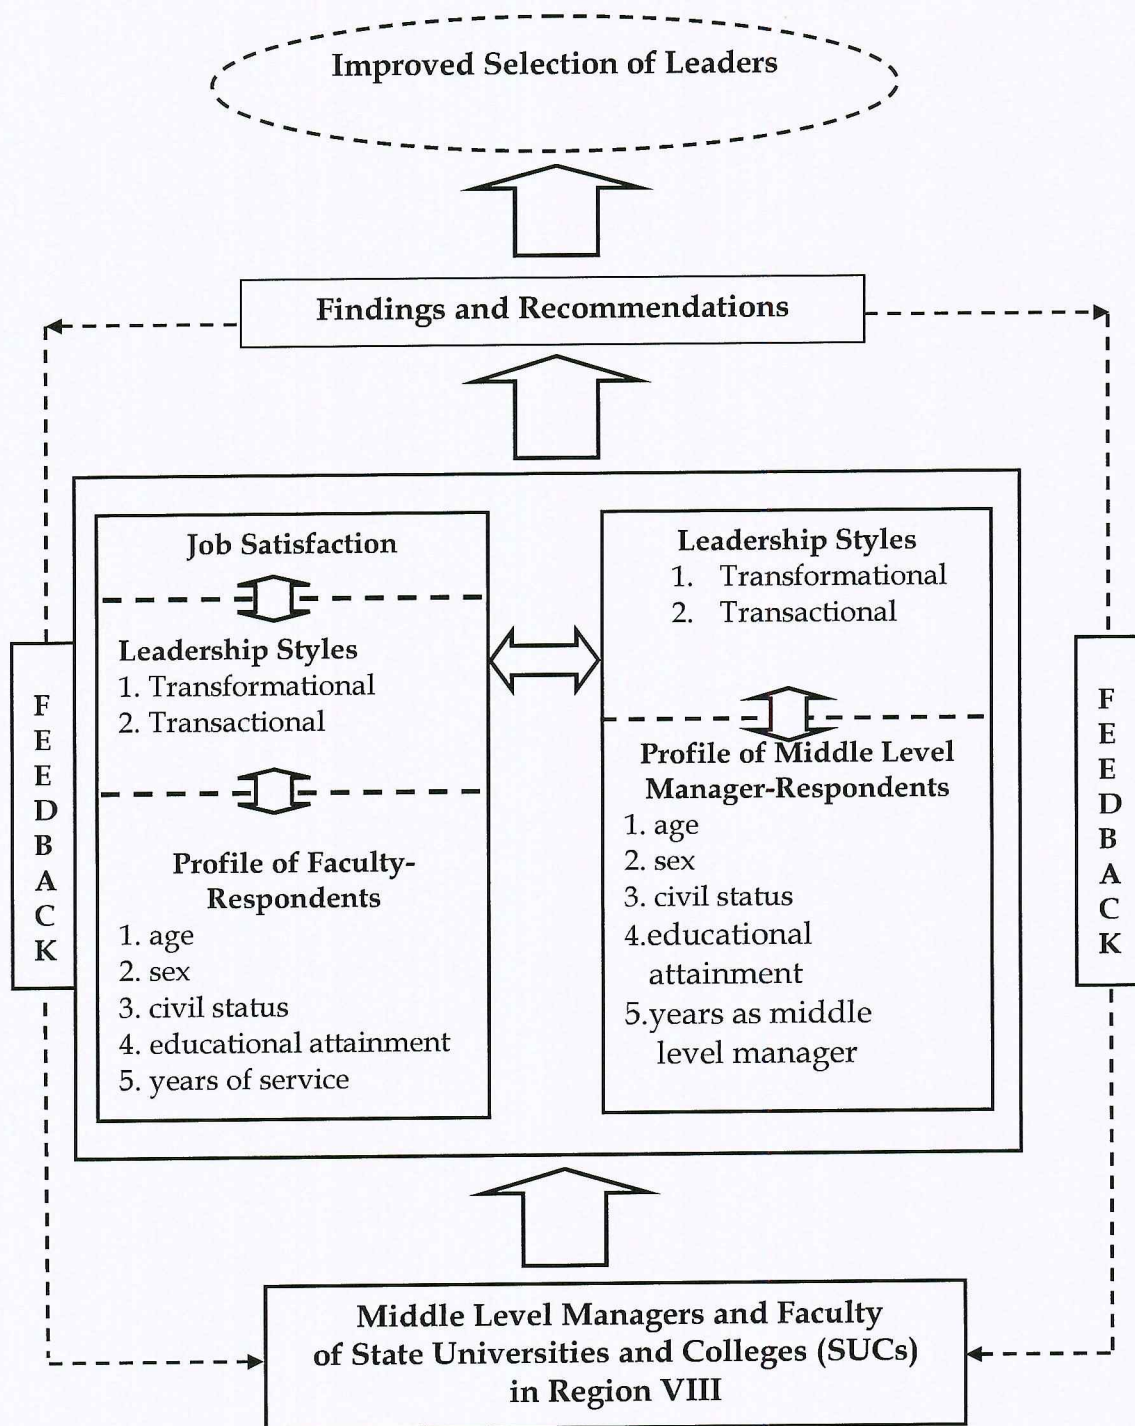 Improved Selection of Leaders
Findings and Recommendations
Job Satisfaction
Leadership Styles
1. Transformational
2. Transactional
Profile of Faculty-
Respondents
1. age
2. sex
3. civil status
4. educational attainment
5. years of service
Leadership Styles
1. Transformational
2. Transactional
Profile of Middle Level
Manager-Respondents
1. age
2. sex
3. civil status
4.educational
attainment
5.years as middle
level manager
F
E
E
D
B
A
C
K
F
E
E
D
B
A
C
K
Middle Level Managers and Faculty
of State Universities and Colleges (SUCs)
in Region VIII